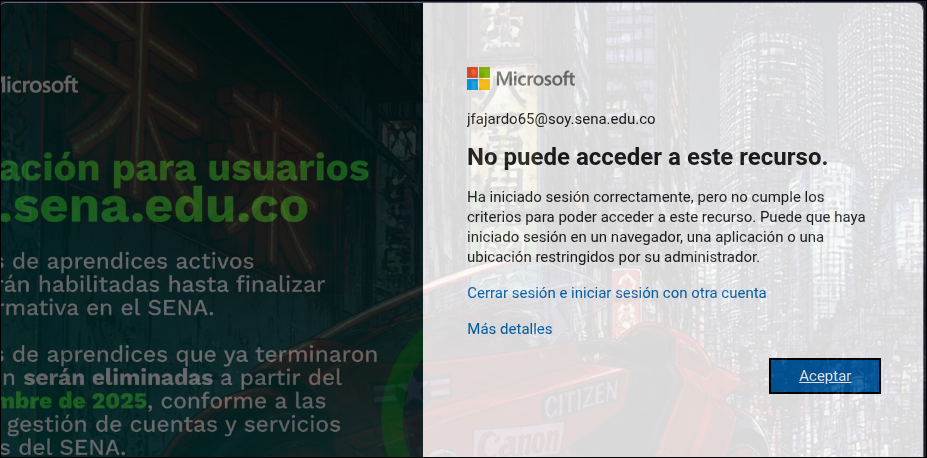 Microsoft
ación para usuarios
.sena.edu.co
s de aprendices activos
rán habilitadas hasta finalizar
rmativa en el SENA.
s de aprendices que ya terminaron
n serán eliminadas a partir del
mbre de 2025, conforme a las
gestión de cuentas y servicios
s del SENA.
Microsoft
jfajardo65@soy.sena.edu.co
No puede acceder a este recurso.
Ha iniciado sesión correctamente, pero no cumple los
criterios para poder acceder a este recurso. Puede que haya
iniciado sesión en un navegador, una aplicación o una
ubicación restringidos por su administrador.
Cerrar sesión e iniciar sesión con otra cuenta
Más detalles
Aceptar
CITIZEN
Canon